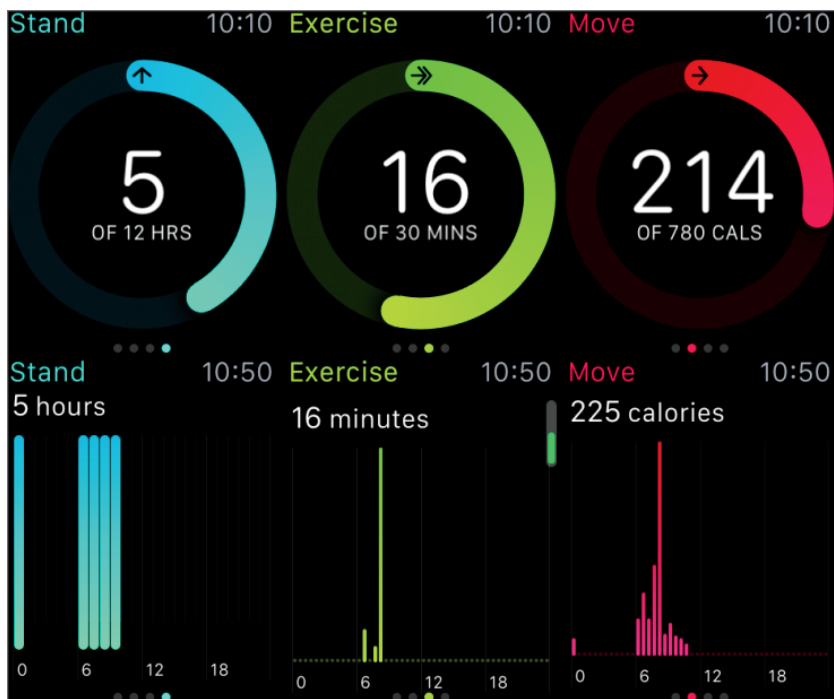 Stand 10:10
5
OF 12 HRS
Exercise 10:10
16
OF 30 MINS
Move 10:10
214
OF 780 CALS
Stand 10:50
5 hours
0 6 12 18
Exercise 10:50
16 minutes
0 6 12 18
Move 10:50
225 calories
0 6 12 18